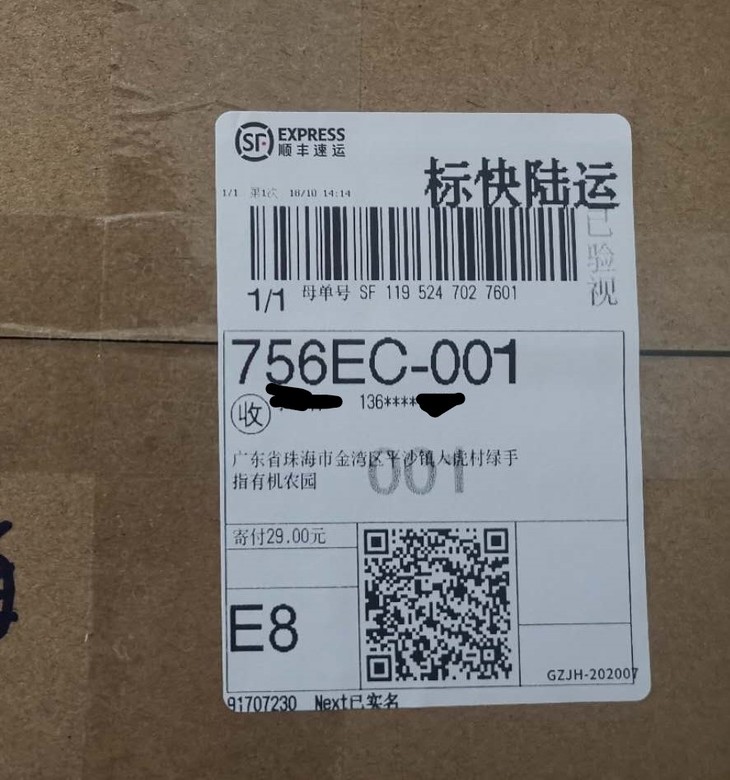 SF EXPRESS
顺丰速运
1/1 第1次 18/10 14:14
标快陆运
已验视
1/1 母单号 SF 119 524 702 7601
756EC-001
收 136****
广东省珠海市金湾区平沙镇大虎村绿手
指有机农园
001
寄付29.00元
E8
GZJH-202007
91707230 Next已实名